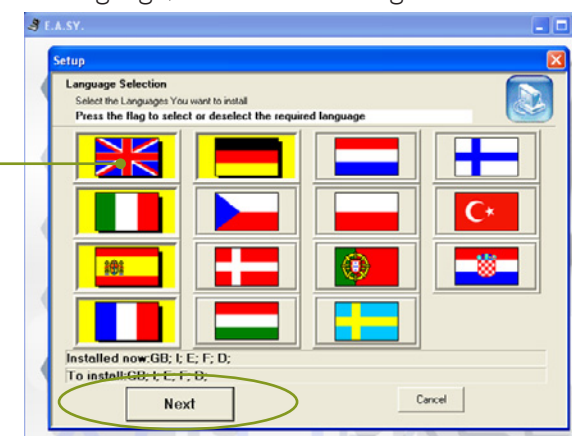 E.A.SY.
Setup
Language Selection
Select the Languages You want to install
Press the flag to select or deselect the required language
Installed now:GB; I; E; F; D;
To install:GB; I; E; F; D;
Next
Cancel